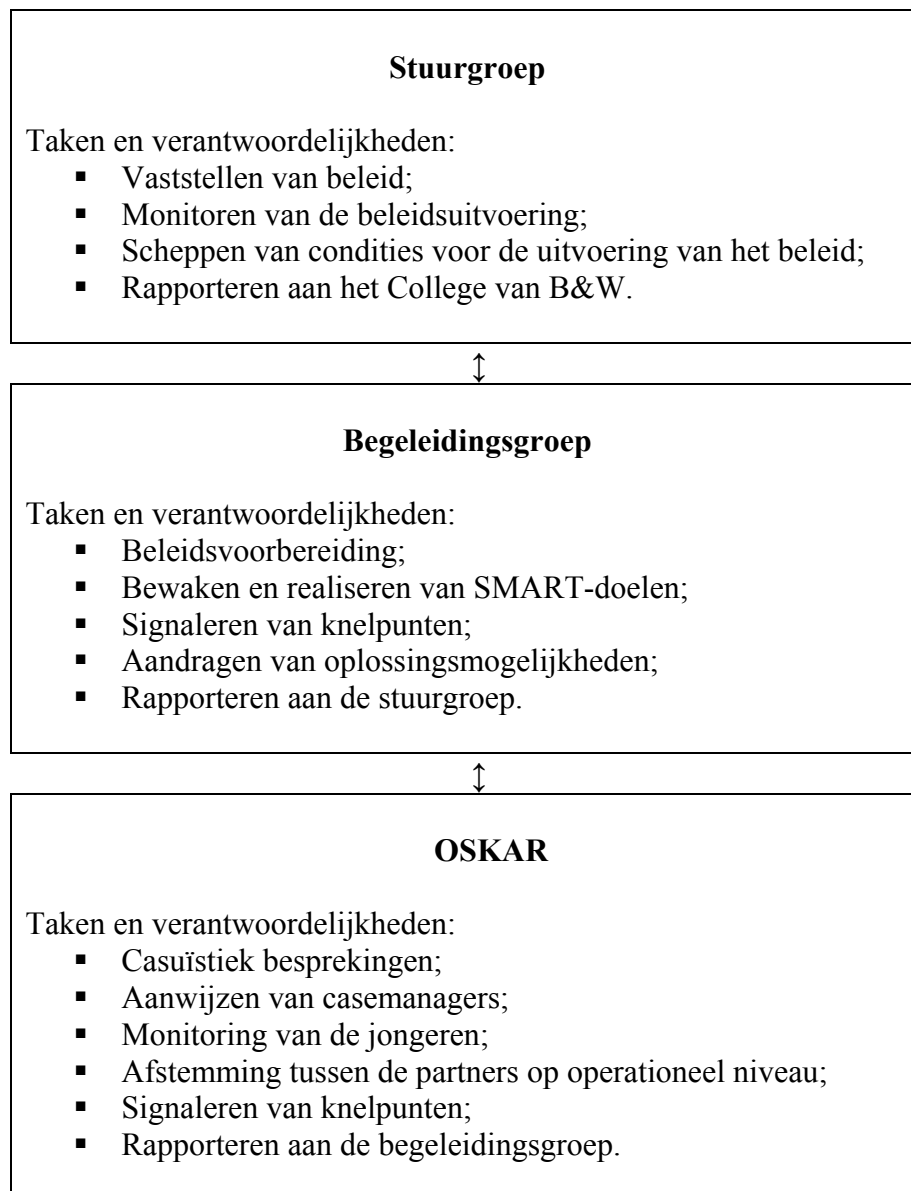 Stuurgroep
Taken en verantwoordelijkheden:
▪ Vaststellen van beleid;
▪ Monitoren van de beleidsuitvoering;
▪ Scheppen van condities voor de uitvoering van het beleid;
▪ Rapporteren aan het College van B&W.
↕
Begeleidingsgroep
Taken en verantwoordelijkheden:
▪ Beleidsvoorbereiding;
▪ Bewaken en realiseren van SMART-doelen;
▪ Signaleren van knelpunten;
▪ Aandragen van oplossingsmogelijkheden;
▪ Rapporteren aan de stuurgroep.
↕
OSKAR
Taken en verantwoordelijkheden:
▪ Casuïstiek besprekingen;
▪ Aanwijzen van casemanagers;
▪ Monitoring van de jongeren;
▪ Afstemming tussen de partners op operationeel niveau;
▪ Signaleren van knelpunten;
▪ Rapporteren aan de begeleidingsgroep.